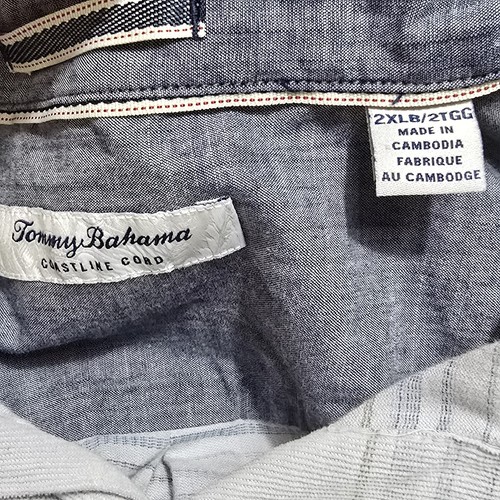 Tommy Bahama
COASTLINE CORD
2XLB/2TGG
MADE IN
CAMBODIA
FABRIQUE
AU CAMBODGE